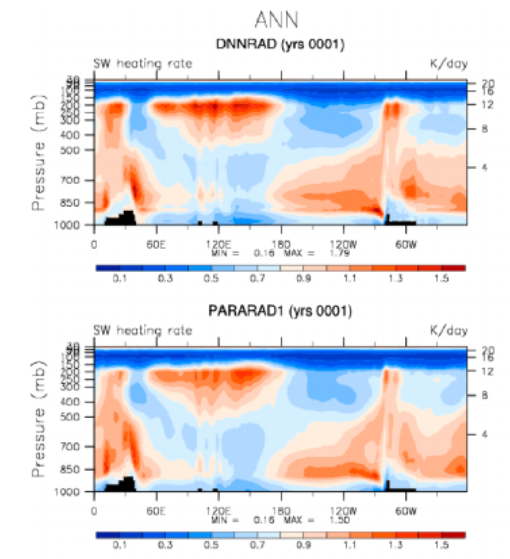 ANN
DNNRAD (yrs 0001)
SW heating rate K/day
Pressure (mb)
200
300
400
500
700
850
1000
20
16
12
8
4
0 60E 120E 180 120W 60W
MIN = 0.16 MAX = 1.79
0.1 0.3 0.5 0.7 0.9 1.1 1.3 1.5
PARARAD1 (yrs 0001)
SW heating rate K/day
Pressure (mb)
200
300
400
500
700
850
1000
20
16
12
8
4
0 60E 120E 180 120W 60W
MIN = 0.16 MAX = 1.50
0.1 0.3 0.5 0.7 0.9 1.1 1.3 1.5